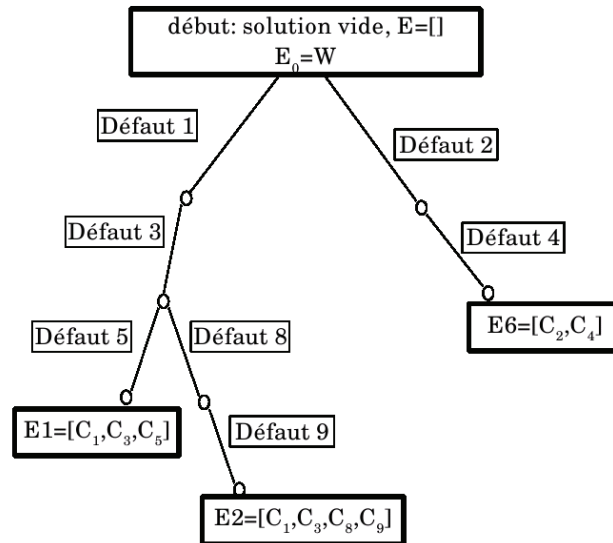 début: solution vide, E=[]
E₀=W
Défaut 1
Défaut 2
Défaut 3
Défaut 4
Défaut 5
Défaut 8
E6=[C₂,C₄]
E1=[C₁,C₃,C₅]
Défaut 9
E2=[C₁,C₃,C₈,C₉]